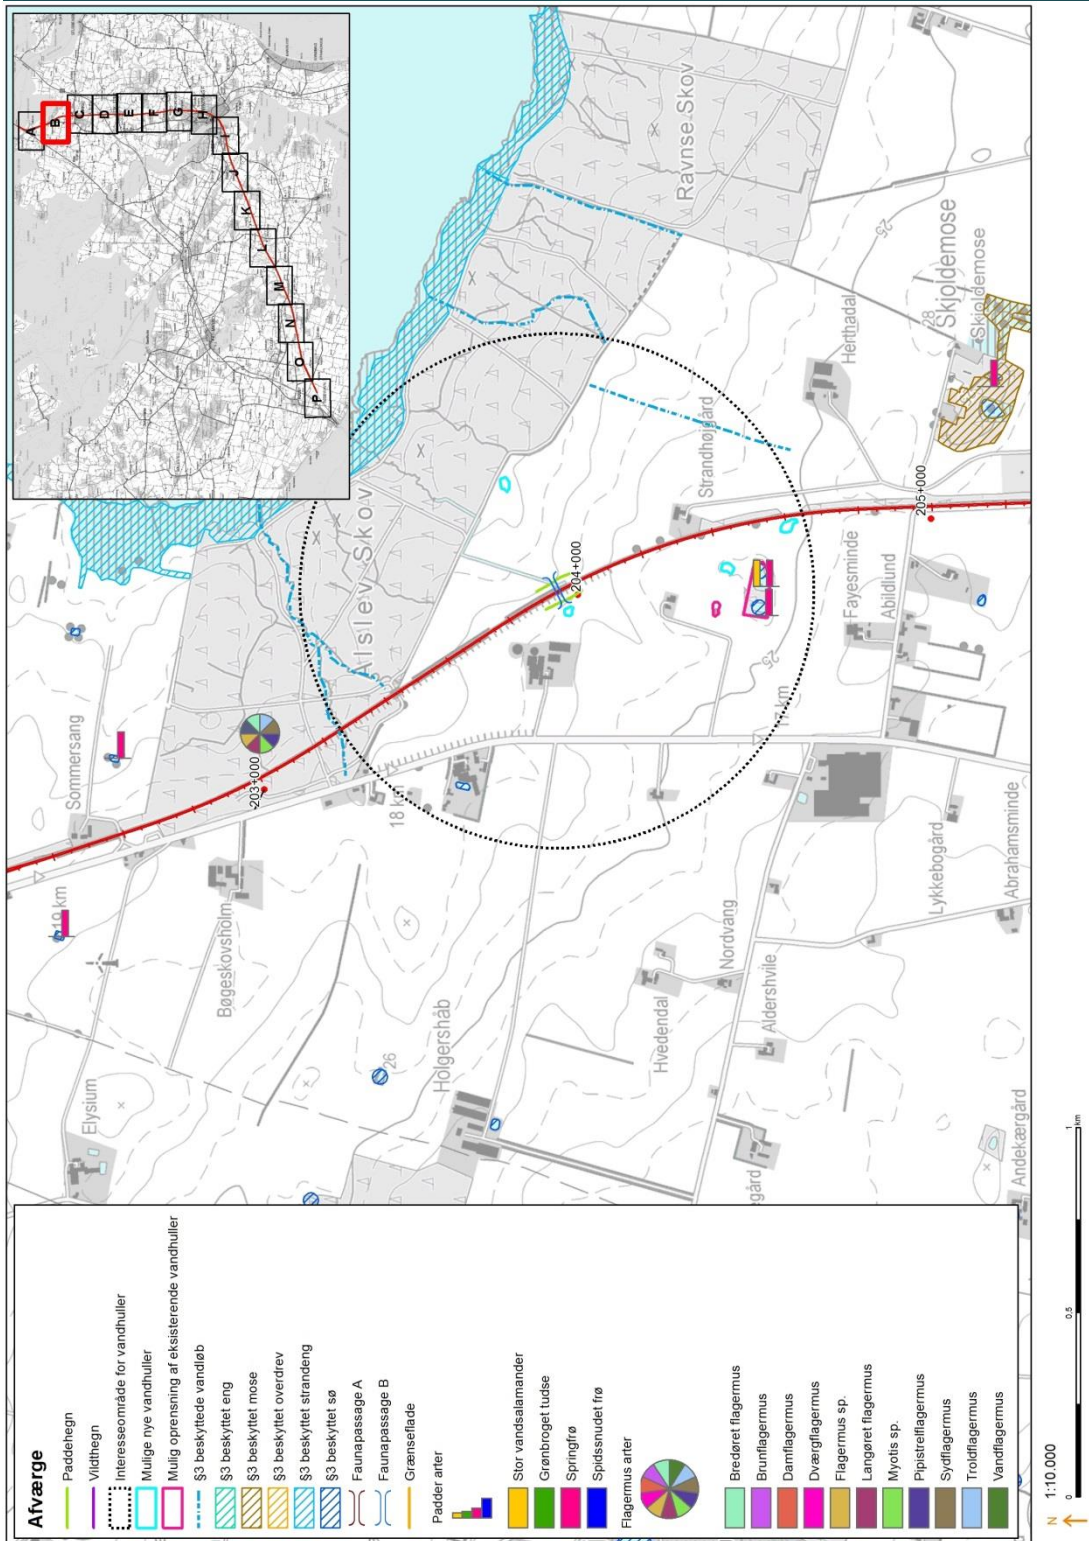 Afværge
Paddehegn
Vildthegn
Interesseområde for vandhuller
Mulige nye vandhuller
Mulig oprensning af eksisterende vandhuller
§3 beskyttede vandløb
§3 beskyttet eng
§3 beskyttet mose
§3 beskyttet overdrev
§3 beskyttet strandeng
§3 beskyttet sø
Faunapassage A
Faunapassage B
Grænseflade
Padder arter
Stor vandsalamander
Grønbroget tudse
Springfrø
Spidssnudet frø
Flagermus arter
Bredøret flagermus
Brunflagermus
Damflagermus
Dværgflagermus
Flagermus sp.
Langøret flagermus
Myotis sp.
Pipistrelflagermus
Sydflagermus
Troldflagermus
Vandflagermus
N
1:10.000
0
0,5
1
km
Elysium
19 km
Sommersang
Bøgeskovsholm
203+000
Alslev Skov
18 km
26
Holgershåb
204+000
Strandhøjgård
Ravnse Skov
25
Herthadal
28
Skjoldemose
Skjoldemose
25
17 km
Fayesminde
Abildlund
205+000
Hvedendal
Nordvang
Aldershvile
Lykkebogård
Abrahamsminde
Andekærgård
egård
A
B
C
D
E
F
G
H
I
J
K
L
M
N
O
P